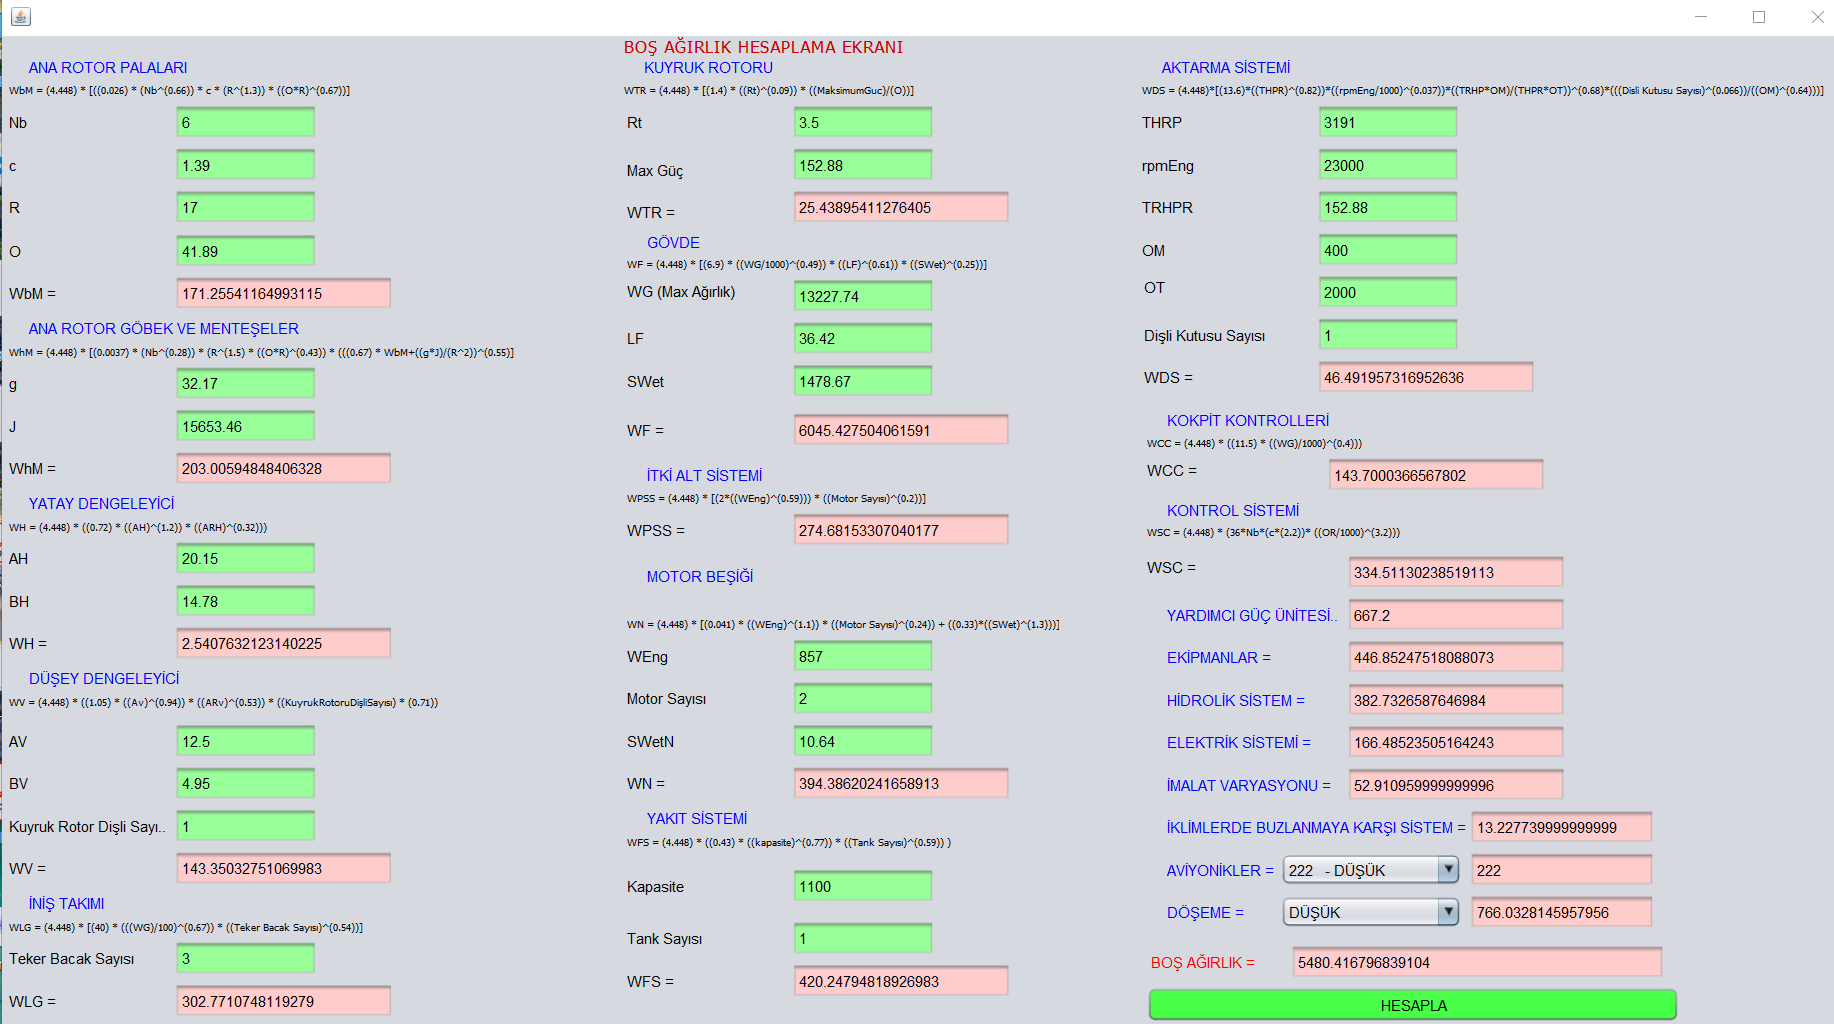 BOŞ AĞIRLIK HESAPLAMA EKRANI
ANA ROTOR PALALARI
WbM = (4.448) * [((0.026) * (Nb^(0.66)) * c * (R^(1.3)) * ((O*R)^(0.67))]
Nb
6
c
1.39
R
17
O
41.89
WbM =
171.25541164993115
ANA ROTOR GÖBEK VE MENTEŞELER
WhM = (4.448) * [((0.0037) * (Nb^(0.28)) * (R^(1.5) * ((O*R)^(0.43)) * (((0.67) * WbM+((g*J)/(R^2))^(0.55)]
g
32.17
J
15653.46
WhM =
203.00594848406328
YATAY DENGELEYİCİ
WH = (4.448) * ((0.72) * ((AH)^(1.2)) * ((ARH)^(0.32)))
AH
20.15
BH
14.78
WH =
2.5407632123140225
DÜŞEY DENGELEYİCİ
WV = (4.448) * ((1.05) * ((Av)^(0.94)) * ((ARv)^(0.53)) * ((KuyrukRotoruDişliSayısı) * (0.71))
AV
12.5
BV
4.95
Kuyruk Rotor Dişli Sayı..
1
WV =
143.35032751069983
İNİŞ TAKIMI
WLG = (4.448) * [(40) * (((WG)/100)^(0.67)) * ((Teker Bacak Sayısı)^(0.54))]
Teker Bacak Sayısı
3
WLG =
302.7710748119279
KUYRUK ROTORU
WTR = (4.448) * [(1.4) * ((Rt)^(0.09)) * ((MaksimumGuc)/(O))]
Rt
3.5
Max Güç
152.88
WTR =
25.43895411276405
GÖVDE
WF = (4.448) * [(6.9) * ((WG/1000)^(0.49)) * ((LF)^(0.61)) * ((SWet)^(0.25))]
WG (Max Ağırlık)
13227.74
LF
36.42
SWet
1478.67
WF =
6045.427504061591
İTKİ ALT SİSTEMİ
WPSS = (4.448) * [(2*((WEng)^(0.59))) * ((Motor Sayısı)^(0.2))]
WPSS =
274.68153307040177
MOTOR BEŞİĞİ
WN = (4.448) * [(0.041) * ((WEng)^(1.1)) * ((Motor Sayısı)^(0.24)) + ((0.33)*((SWet)^(1.3)))]
WEng
857
Motor Sayısı
2
SWetN
10.64
WN =
394.38620241658913
YAKIT SİSTEMİ
WFS = (4.448) * ((0.43) * ((kapasite)^(0.77)) * ((Tank Sayısı)^(0.59)) )
Kapasite
1100
Tank Sayısı
1
WFS =
420.24794818926983
AKTARMA SİSTEMİ
WDS = (4.448)*[(13.6)*((THPR)^(0.82))*((rpmEng/1000)^(0.037))*((TRHP*OM)/(THPR*OT))^(0.68)*(((Disli Kutusu Sayısı)^(0.066))/((OM)^(0.64)))]
THRP
3191
rpmEng
23000
TRHPR
152.88
OM
400
OT
2000
Dişli Kutusu Sayısı
1
WDS =
46.491957316952636
KOKPİT KONTROLLERİ
WCC = (4.448) * ((11.5) * ((WG)/1000)^(0.4)))
WCC =
143.7000366567802
KONTROL SİSTEMİ
WSC = (4.448) * (36*Nb*(c*(2.2))* ((OR/1000)^(3.2)))
WSC =
334.51130238519113
YARDIMCI GÜÇ ÜNİTESİ..
667.2
EKİPMANLAR =
446.85247518088073
HİDROLİK SİSTEM =
382.7326587646984
ELEKTRİK SİSTEMİ =
166.48523505164243
İMALAT VARYASYONU =
52.910959999999996
İKLİMLERDE BUZLANMAYA KARŞI SİSTEM =
13.227739999999999
AVİYONİKLER =
222 - DÜŞÜK
222
DÖŞEME =
DÜŞÜK
766.0328145957956
BOŞ AĞIRLIK =
5480.416796839104
HESAPLA